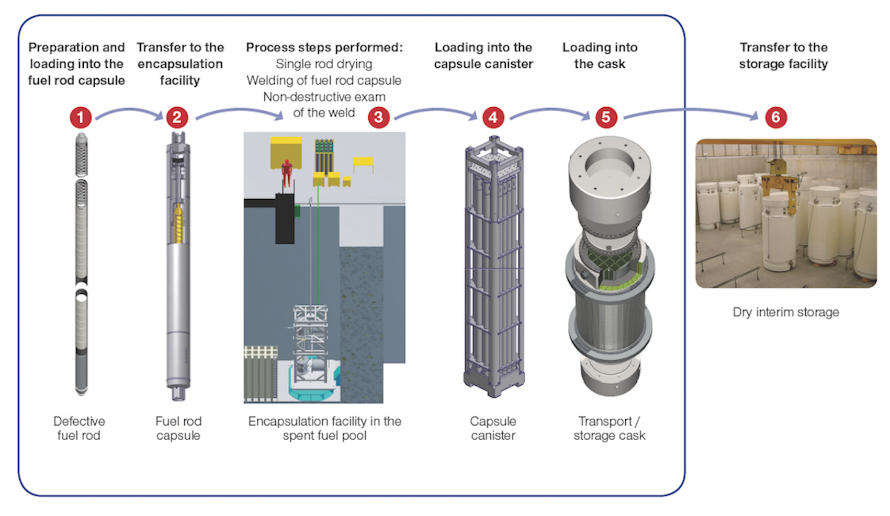 Preparation and
loading into the
fuel rod capsule
Transfer to the
encapsulation
facility
Process steps performed:
Single rod drying
Welding of fuel rod capsule
Non-destructive exam
of the weld
Loading into the
capsule canister
Loading into
the cask
Transfer to the
storage facility
1
2
3
4
5
6
Defective
fuel rod
Fuel rod
capsule
Encapsulation facility in the
spent fuel pool
Capsule
canister
Transport /
storage cask
Dry interim storage